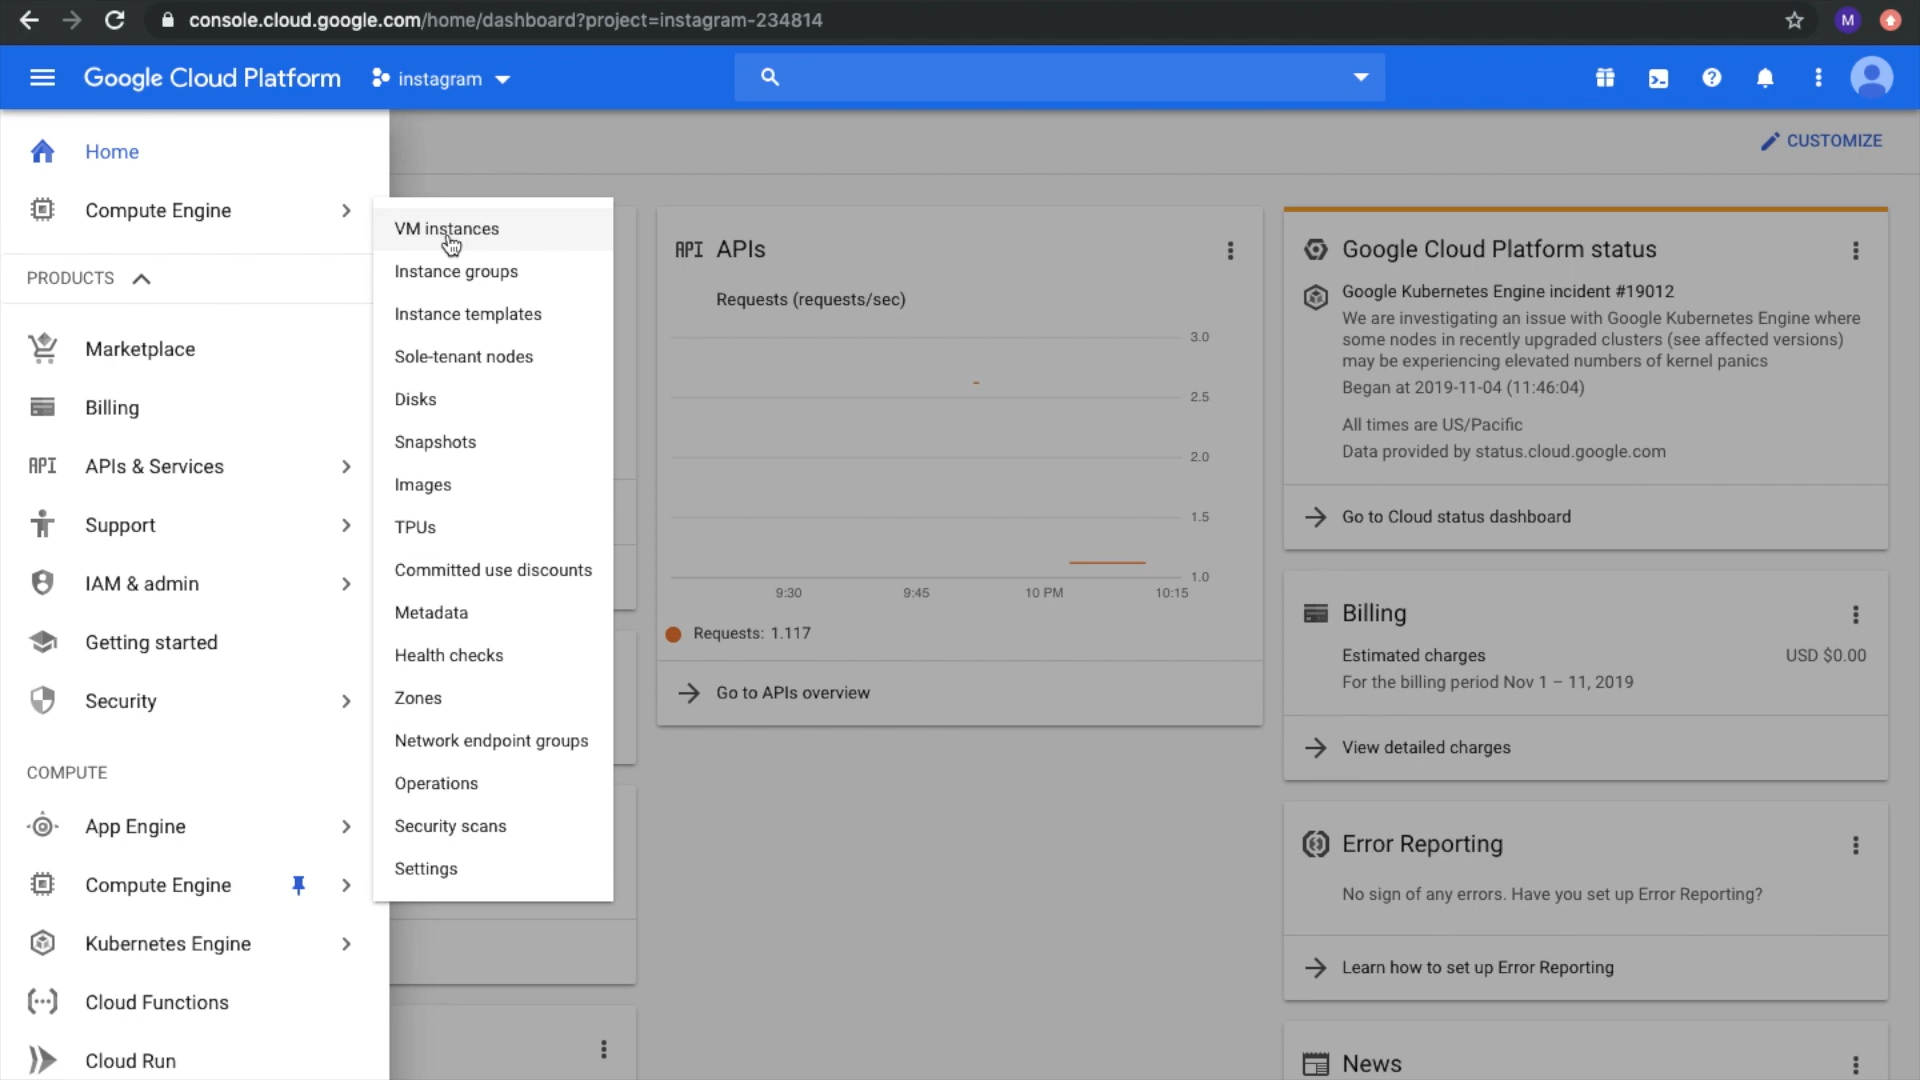 console.cloud.google.com/home/dashboard?project=instagram-234814
M
Google Cloud Platform
instagram
CUSTOMIZE
Home
Compute Engine
PRODUCTS
Marketplace
Billing
API
APIs & Services
Support
IAM & admin
Getting started
Security
COMPUTE
App Engine
Compute Engine
Kubernetes Engine
Cloud Functions
Cloud Run
VM instances
Instance groups
Instance templates
Sole-tenant nodes
Disks
Snapshots
Images
TPUs
Committed use discounts
Metadata
Health checks
Zones
Network endpoint groups
Operations
Security scans
Settings
API APIs
Requests (requests/sec)
3.0
2.5
2.0
1.5
1.0
9:30 9:45 10 PM 10:15
Requests: 1.117
Go to APIs overview
Google Cloud Platform status
Google Kubernetes Engine incident #19012
We are investigating an issue with Google Kubernetes Engine where
some nodes in recently upgraded clusters (see affected versions)
may be experiencing elevated numbers of kernel panics
Began at 2019-11-04 (11:46:04)
All times are US/Pacific
Data provided by status.cloud.google.com
Go to Cloud status dashboard
Billing
Estimated charges USD $0.00
For the billing period Nov 1 – 11, 2019
View detailed charges
Error Reporting
No sign of any errors. Have you set up Error Reporting?
Learn how to set up Error Reporting
News